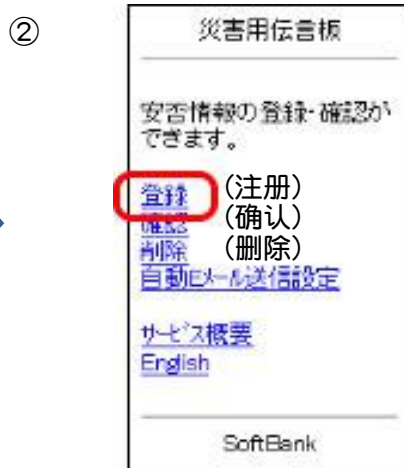 ②
災害用伝言板
安否情報の登録・確認が
できます。
登録 (注册)
確認 (确认)
削除 (删除)
自動Eメール送信設定
サービス概要
English
SoftBank